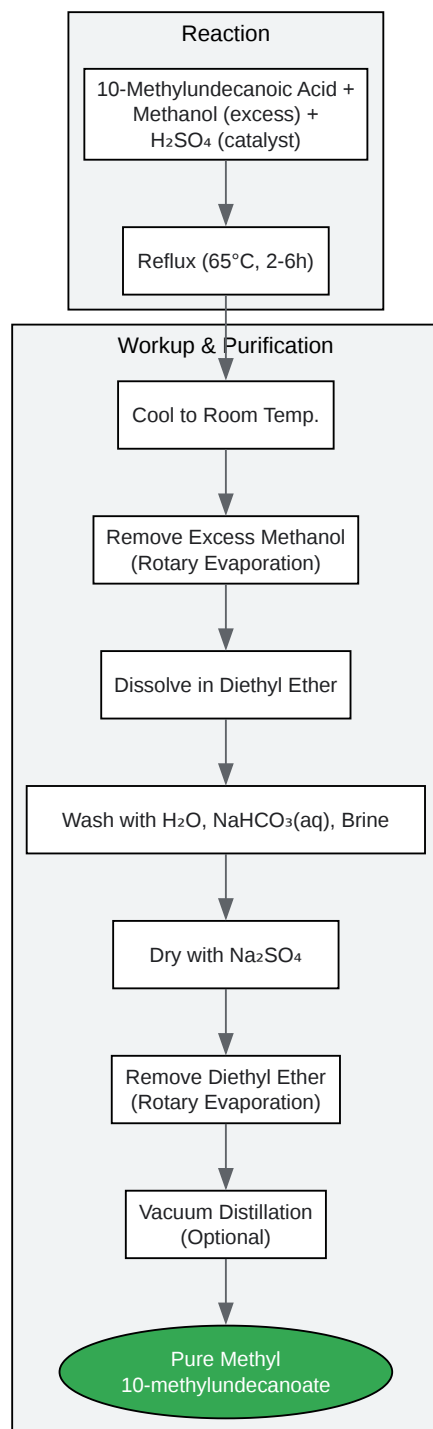 Reaction
10-Methylundecanoic Acid +
Methanol (excess) +
H₂SO₄ (catalyst)
Reflux (65°C, 2-6h)
Workup & Purification
Cool to Room Temp.
Remove Excess Methanol
(Rotary Evaporation)
Dissolve in Diethyl Ether
Wash with H₂O, NaHCO₃(aq), Brine
Dry with Na₂SO₄
Remove Diethyl Ether
(Rotary Evaporation)
Vacuum Distillation
(Optional)
Pure Methyl
10-methylundecanoate